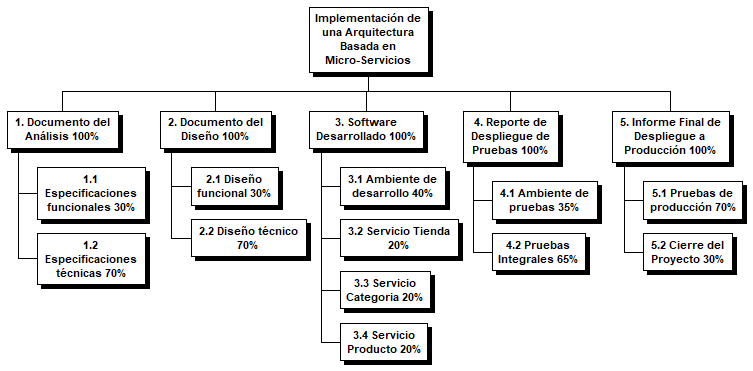 Implementación de
una Arquitectura
Basada en
Micro-Servicios
1. Documento del
Análisis 100%
1.1
Especificaciones
funcionales 30%
1.2
Especificaciones
técnicas 70%
2. Documento del
Diseño 100%
2.1 Diseño
funcional 30%
2.2 Diseño técnico
70%
3. Software
Desarrollado 100%
3.1 Ambiente de
desarrollo 40%
3.2 Servicio Tienda
20%
3.3 Servicio
Categoria 20%
3.4 Servicio
Producto 20%
4. Reporte de
Despliegue de
Pruebas 100%
4.1 Ambiente de
pruebas 35%
4.2 Pruebas
Integrales 65%
5. Informe Final de
Despliegue a
Producción 100%
5.1 Pruebas de
producción 70%
5.2 Cierre del
Proyecto 30%